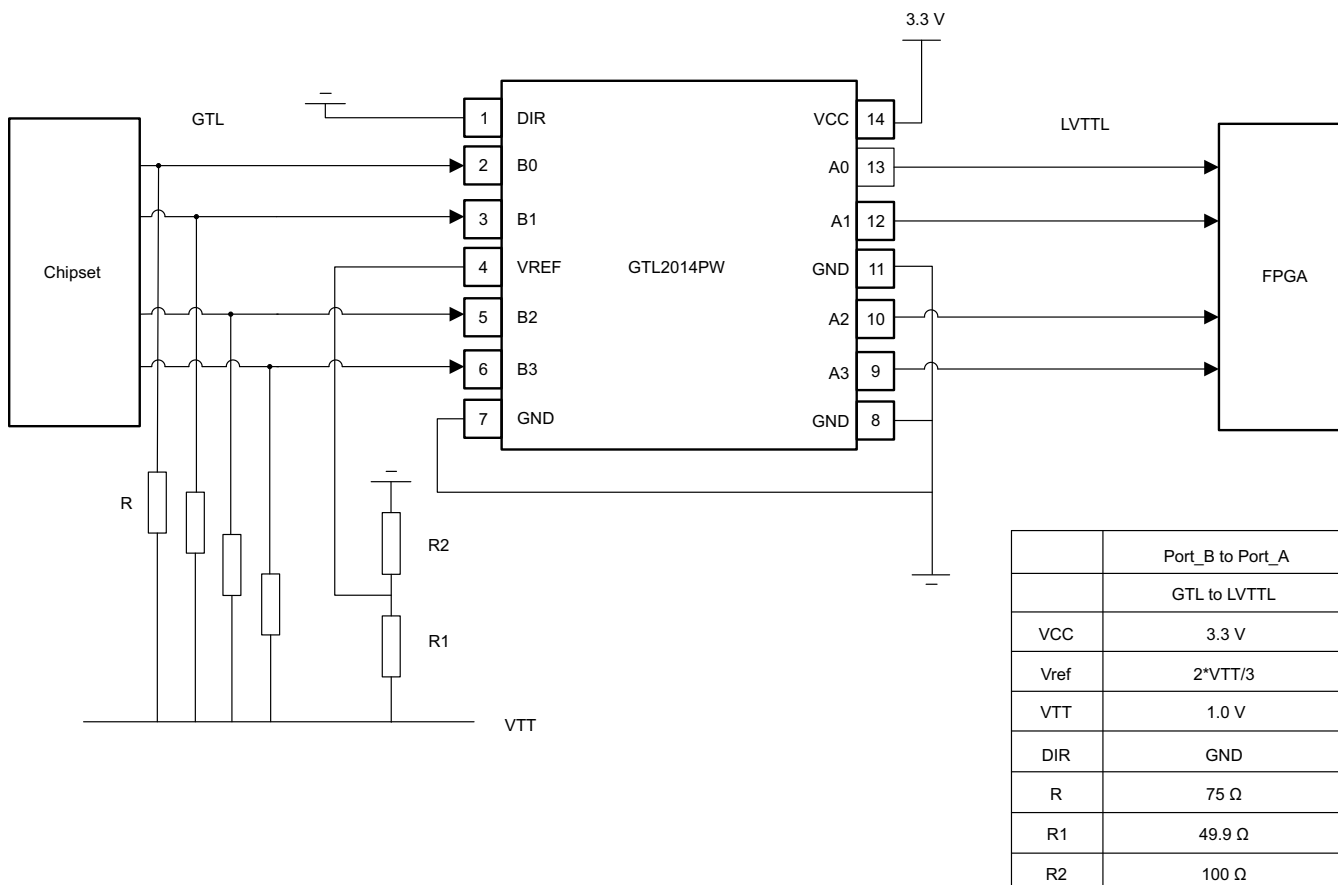 3.3 V
GTL
LVTTL
Chipset
GTL2014PW
FPGA
1 DIR
2 B0
3 B1
4 VREF
5 B2
6 B3
7 GND
VCC 14
A0 13
A1 12
GND 11
A2 10
A3 9
GND 8
R
R2
R1
VTT
Port_B to Port_A
GTL to LVTTL
VCC 3.3 V
Vref 2*VTT/3
VTT 1.0 V
DIR GND
R 75 Ω
R1 49.9 Ω
R2 100 Ω